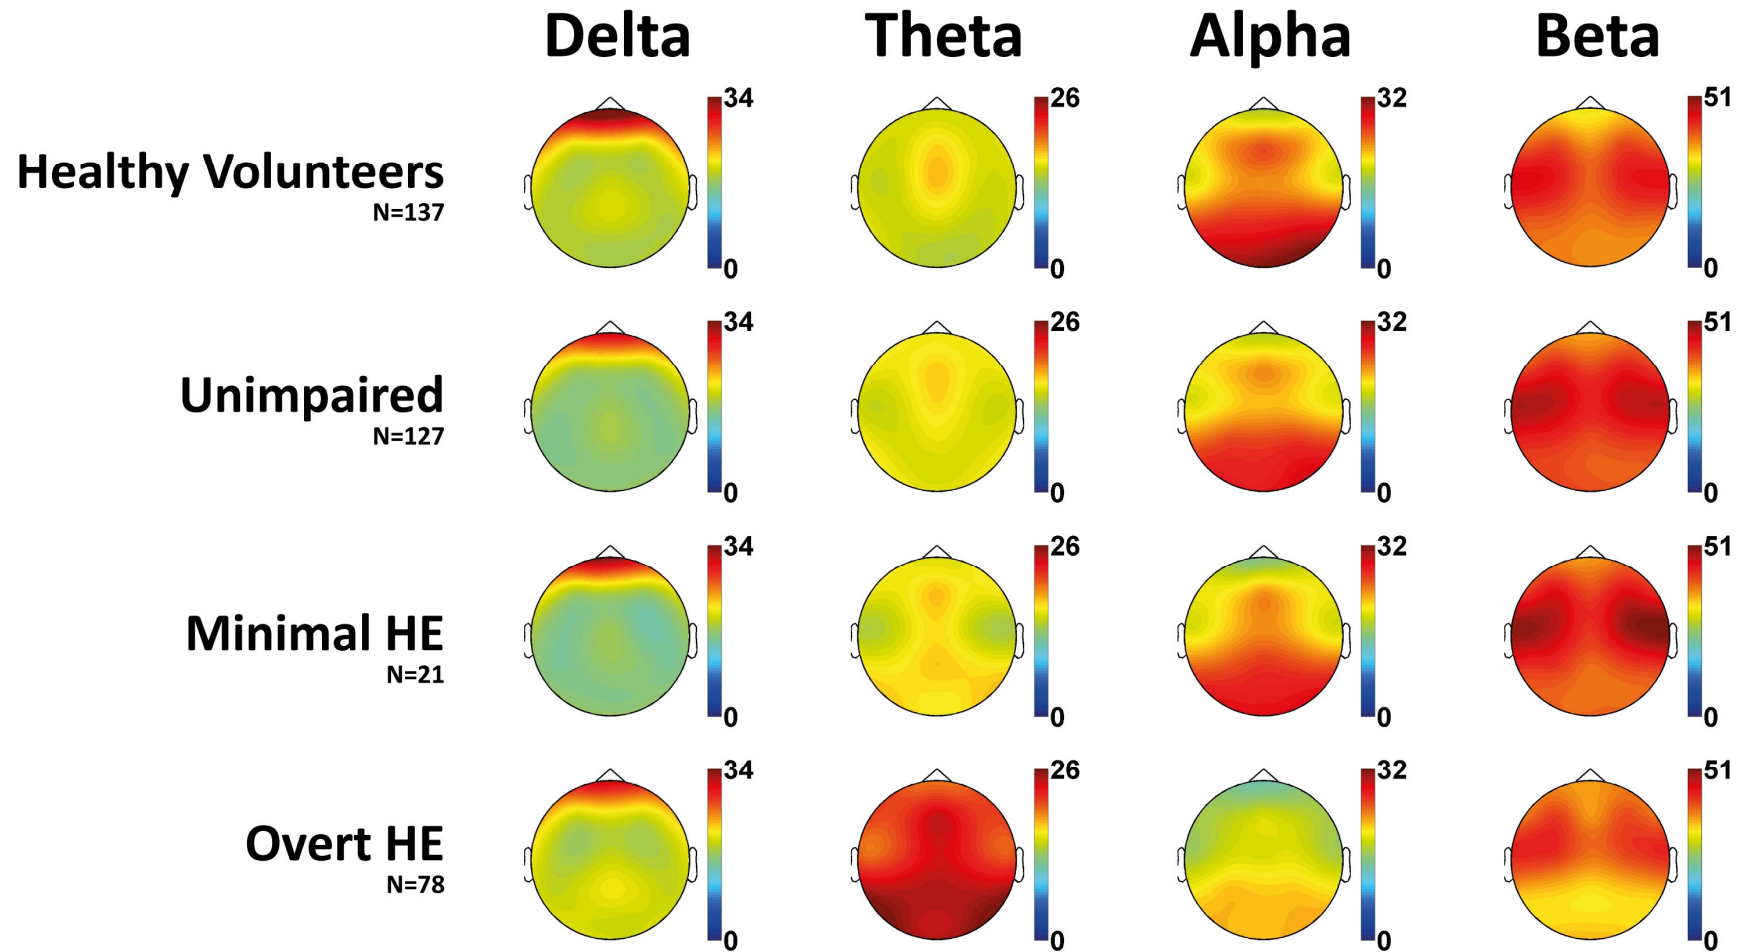 Delta Theta Alpha Beta
34 26 32 51
Healthy Volunteers
N=137
0 0 0 0
34 26 32 51
Unimpaired
N=127
0 0 0 0
34 26 32 51
Minimal HE
N=21
0 0 0 0
34 26 32 51
Overt HE
N=78
0 0 0 0